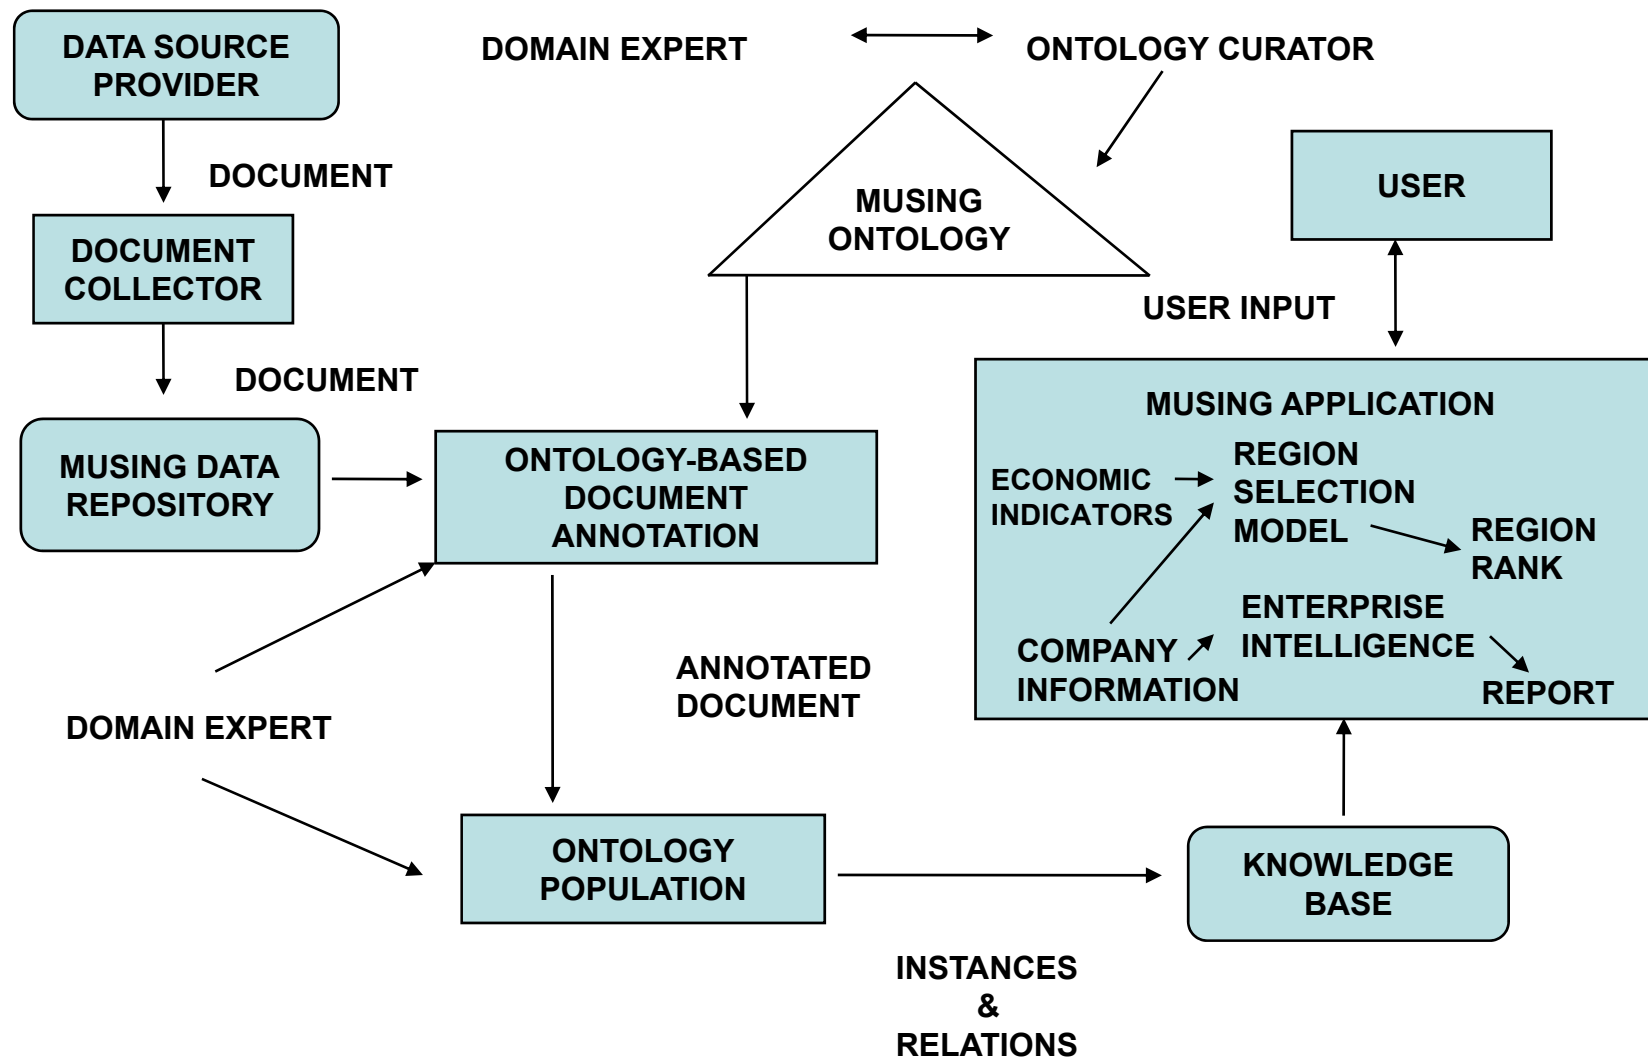 DATA SOURCE
PROVIDER
DOMAIN EXPERT
ONTOLOGY CURATOR
DOCUMENT
MUSING
ONTOLOGY
USER
DOCUMENT
COLLECTOR
USER INPUT
DOCUMENT
MUSING DATA
REPOSITORY
ONTOLOGY-BASED
DOCUMENT
ANNOTATION
MUSING APPLICATION
ECONOMIC
INDICATORS
REGION
SELECTION
MODEL
REGION
RANK
COMPANY
INFORMATION
ENTERPRISE
INTELLIGENCE
REPORT
DOMAIN EXPERT
ANNOTATED
DOCUMENT
ONTOLOGY
POPULATION
KNOWLEDGE
BASE
INSTANCES
&
RELATIONS